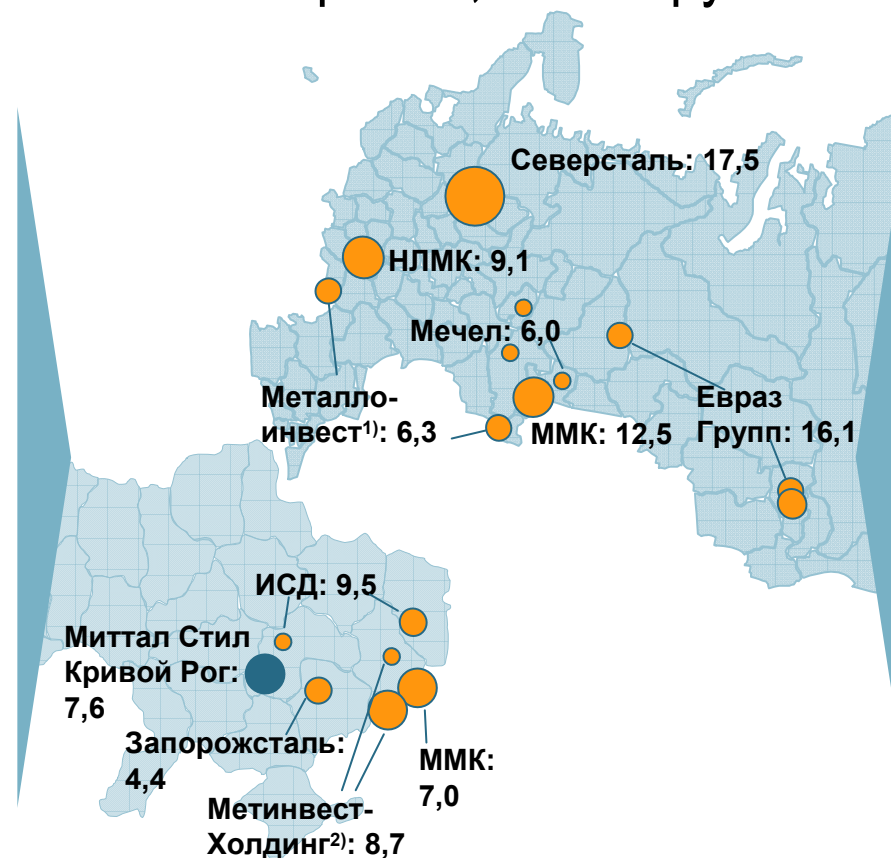 Северсталь: 17,5
НЛМК: 9,1
Мечел: 6,0
Металло-
инвест¹⁾: 6,3
ММК: 12,5
Евраз
Групп: 16,1
ИСД: 9,5
Миттал Стил
Кривой Рог:
7,6
Запорожсталь:
4,4
ММК:
7,0
Метинвест-
Холдинг²⁾: 8,7